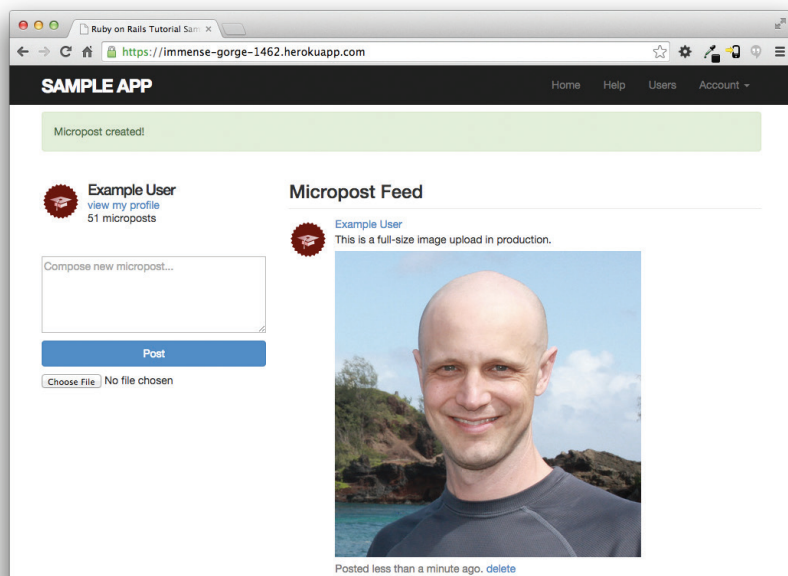 Ruby on Rails Tutorial Sam
https://immense-gorge-1462.herokuapp.com
SAMPLE APP
Home Help Users Account
Micropost created!
Example User
view my profile
51 microposts
Compose new micropost...
Post
Choose File No file chosen
Micropost Feed
Example User
This is a full-size image upload in production.
Posted less than a minute ago. delete